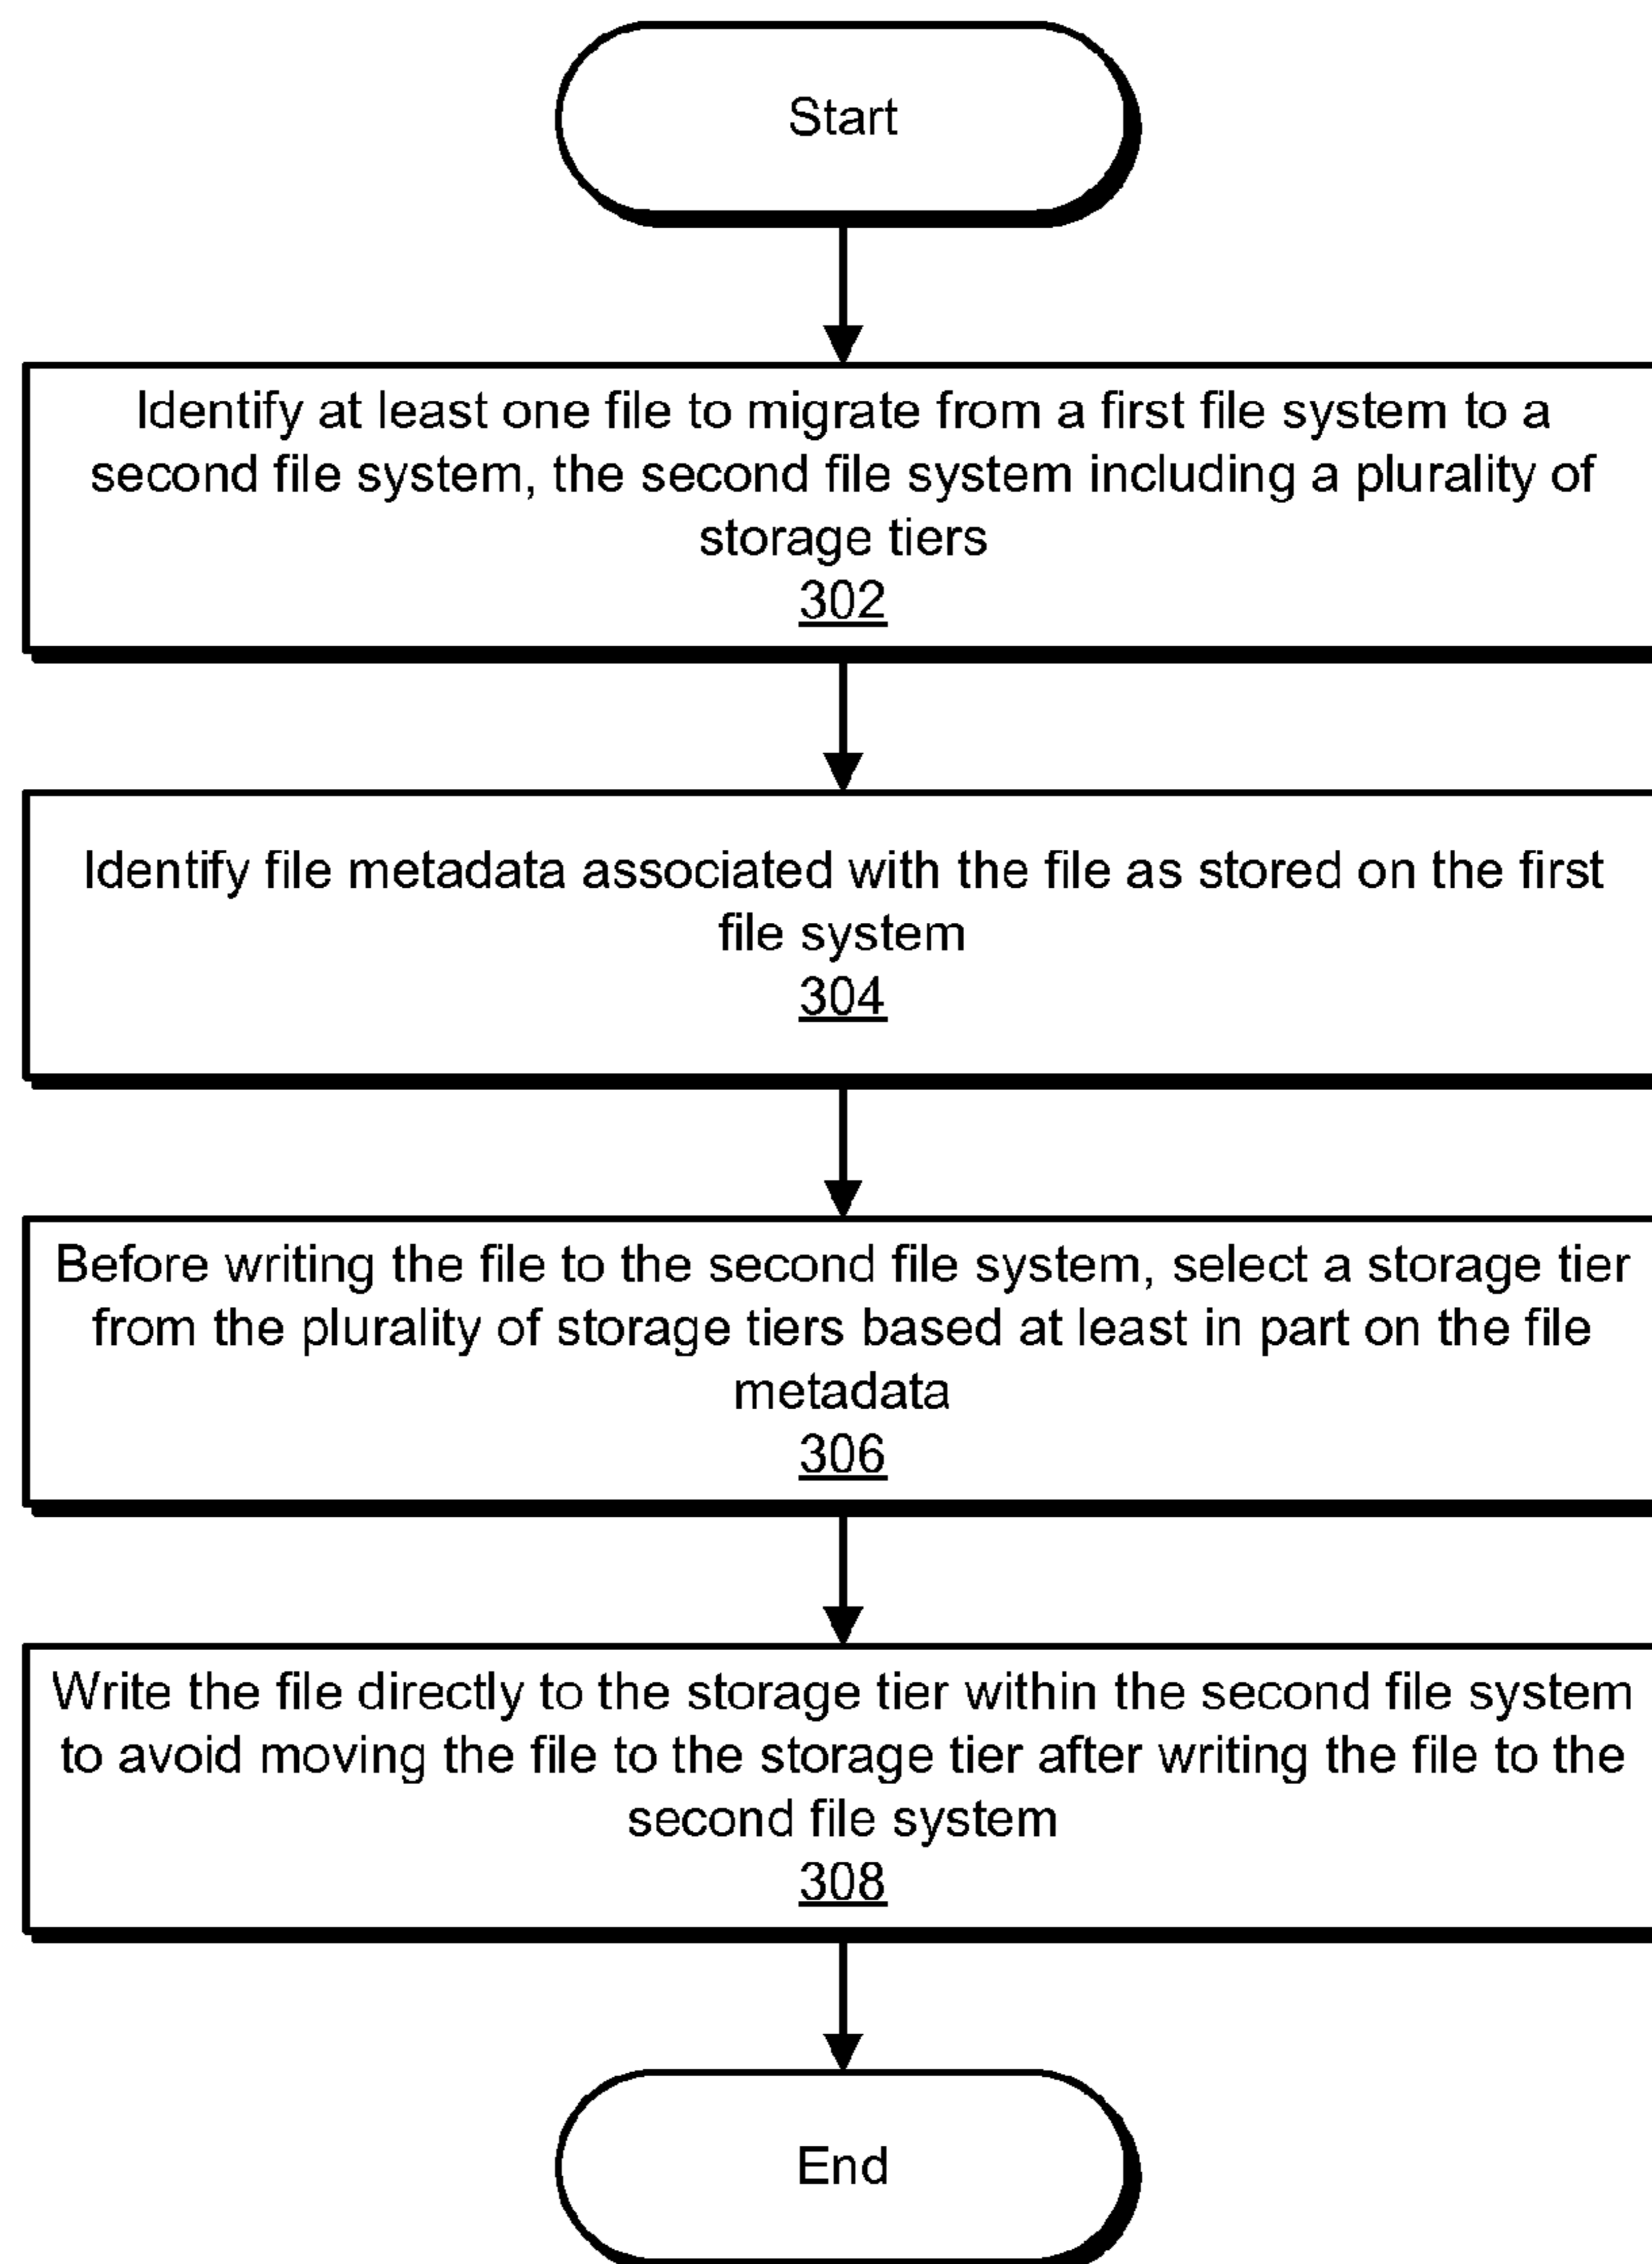 Start
Identify at least one file to migrate from a first file system to a
second file system, the second file system including a plurality of
storage tiers
302
Identify file metadata associated with the file as stored on the first
file system
304
Before writing the file to the second file system, select a storage tier
from the plurality of storage tiers based at least in part on the file
metadata
306
Write the file directly to the storage tier within the second file system
to avoid moving the file to the storage tier after writing the file to the
second file system
308
End